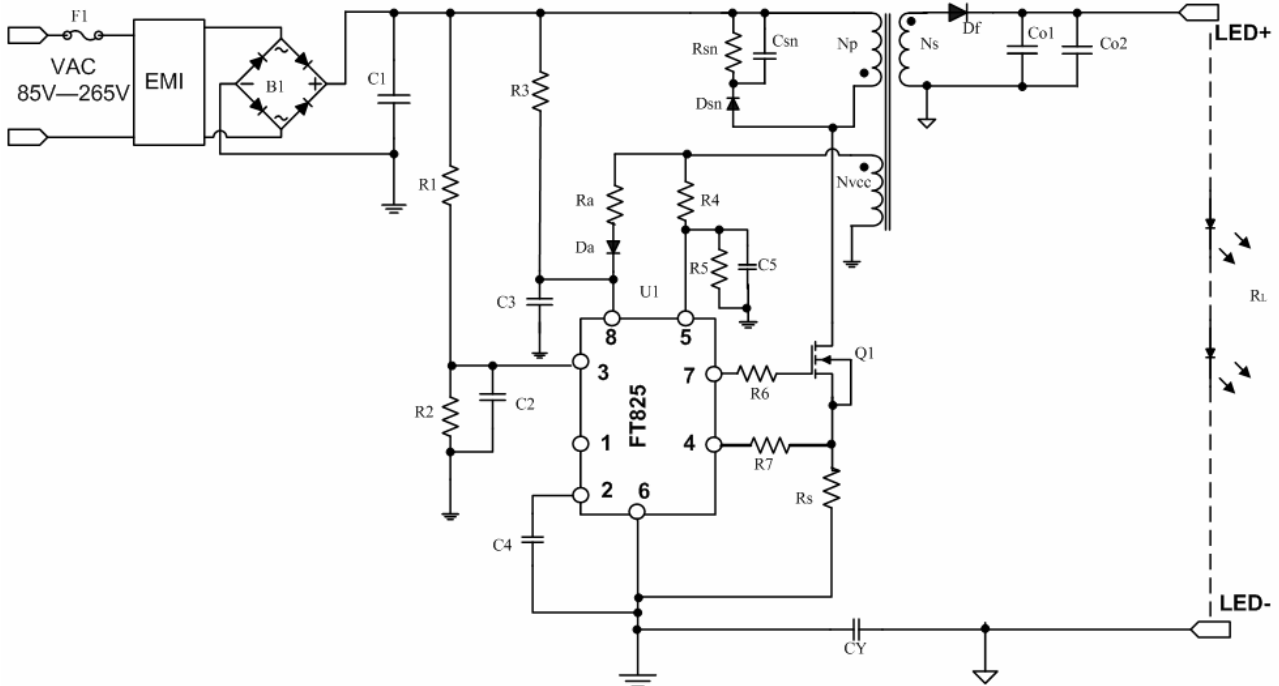 F1
VAC
85V—265V
EMI
B1
C1
R1
R3
Rsn
Csn
Dsn
Np
Ns
Df
Co1
Co2
LED+
Nvcc
Ra
R4
Da
R5
C5
C3
U1
8
5
3
7
R6
Q1
C2
R2
FT825
1
4
R7
2
6
Rs
C4
RL
LED-
CY